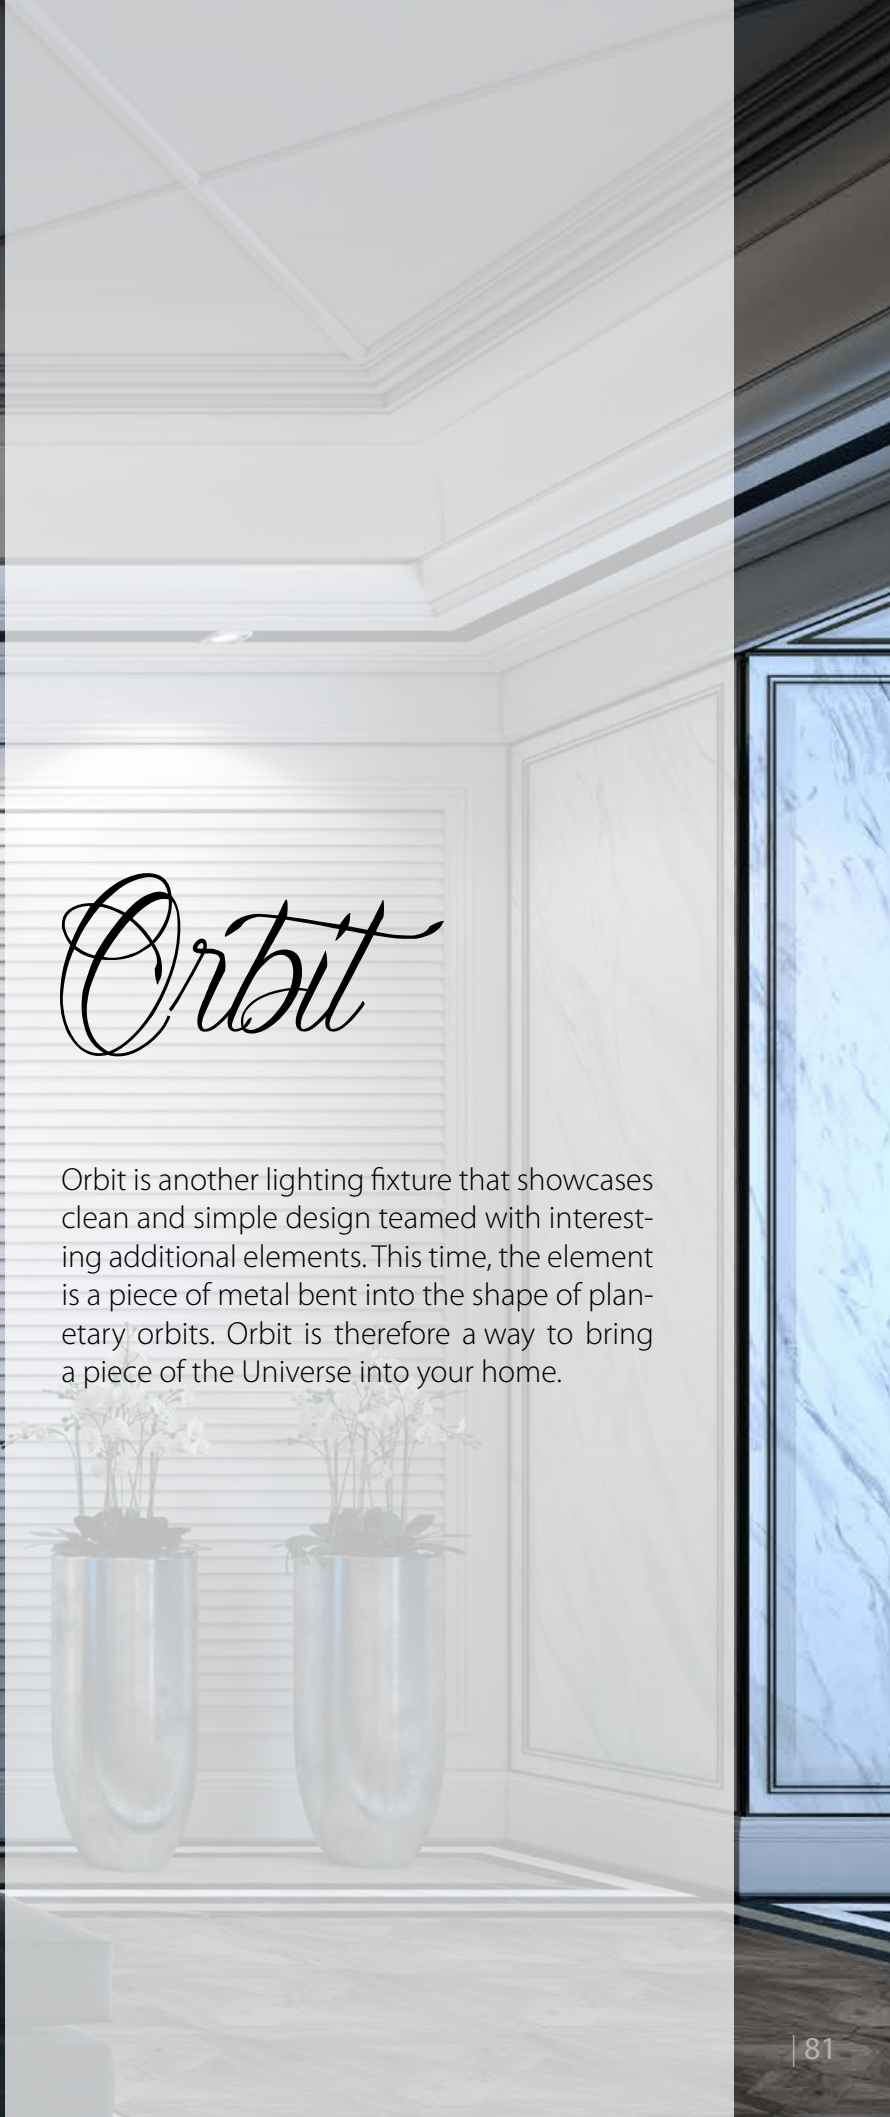 Orbit
Orbit is another lighting fixture that showcases
clean and simple design teamed with interest-
ing additional elements. This time, the element
is a piece of metal bent into the shape of plan-
etary orbits. Orbit is therefore a way to bring
a piece of the Universe into your home.
| 81